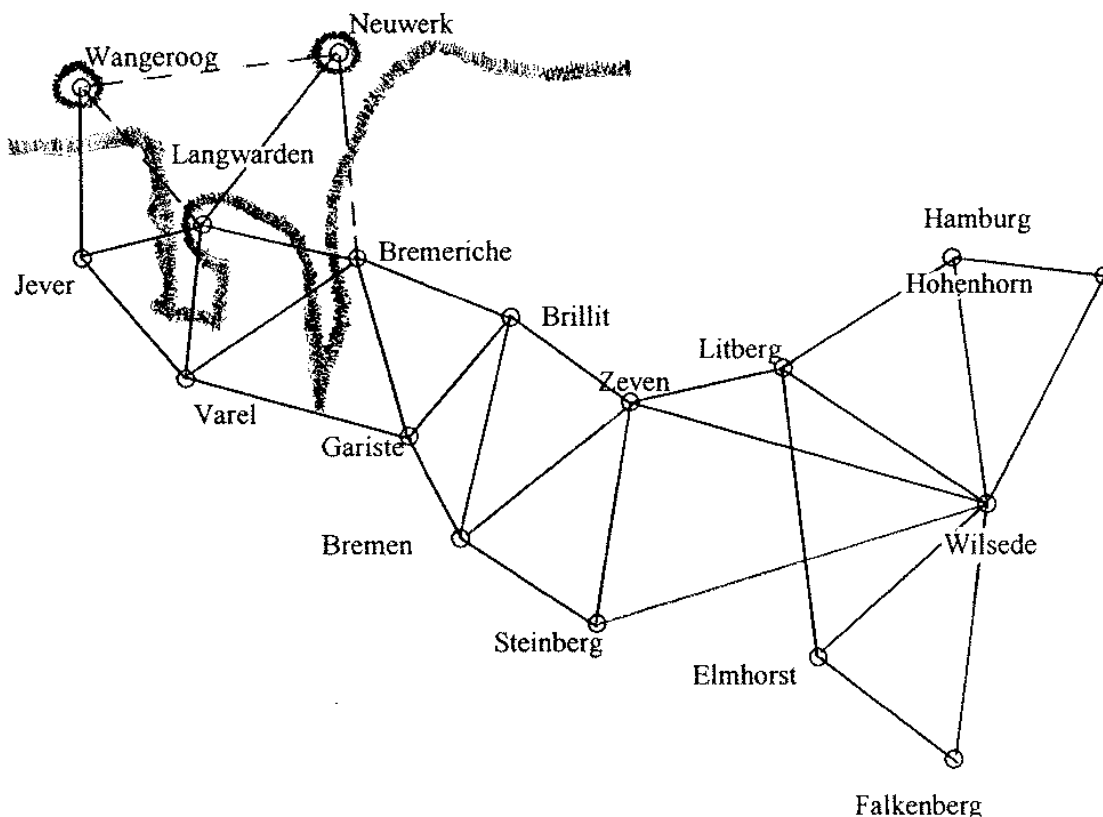 Neuwerk
Wangeroog
Langwarden
Hamburg
Bremeriche
Hohenhorn
Jever
Brillit
Litberg
Zeven
Varel
Gariste
Bremen
Wilsede
Steinberg
Elmhorst
Falkenberg